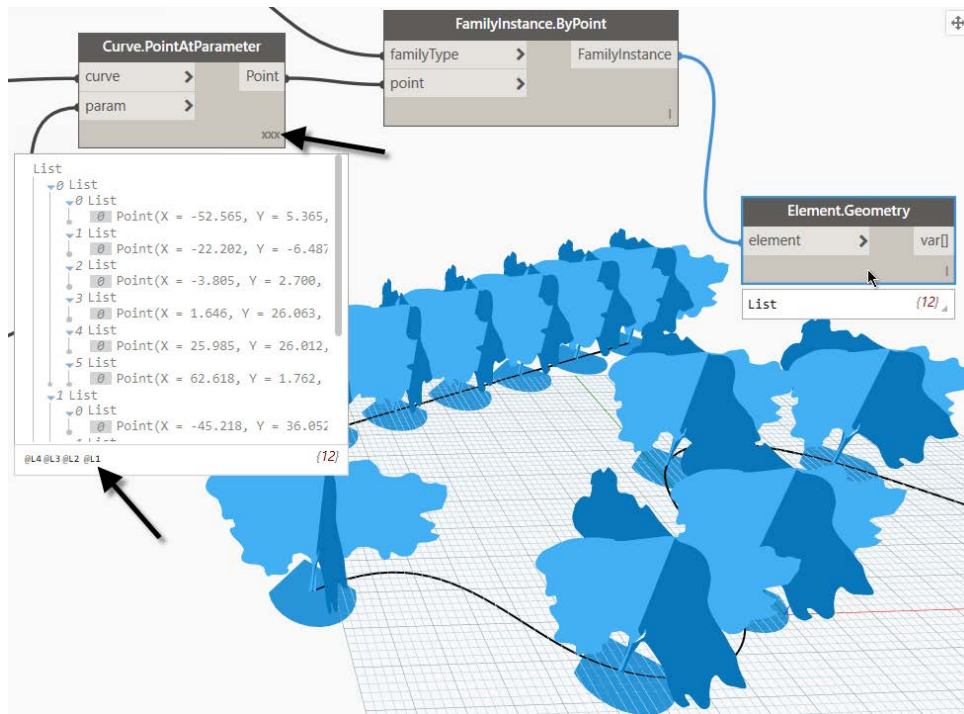 FamilyInstance.ByPoint
familyType > FamilyInstance
point >
|
Curve.PointAtParameter
curve > Point
param >
xxx
List
0 List
0 List
0 Point(X = -52.565, Y = 5.365,
1 List
0 Point(X = -22.202, Y = -6.487
2 List
0 Point(X = -3.805, Y = 2.700,
3 List
0 Point(X = 1.646, Y = 26.063,
4 List
0 Point(X = 25.985, Y = 26.012,
5 List
0 Point(X = 62.618, Y = 1.762,
1 List
0 List
0 Point(X = -45.218, Y = 36.052
@L4 @L3 @L2 @L1 {12}
Element.Geometry
element > var[]
|
List {12}